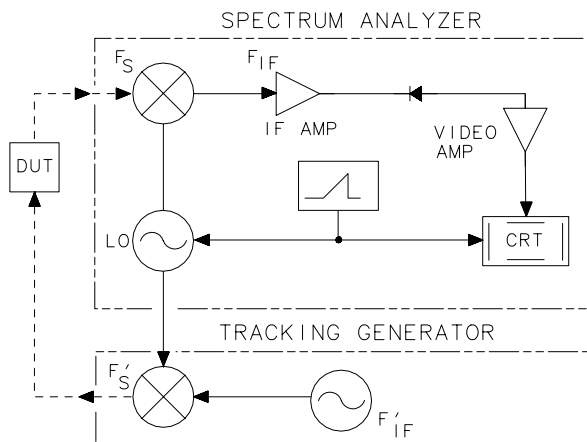 SPECTRUM ANALYZER
F_S
F_IF
IF AMP
VIDEO
AMP
DUT
LO
CRT
TRACKING GENERATOR
F'_S
F'_IF